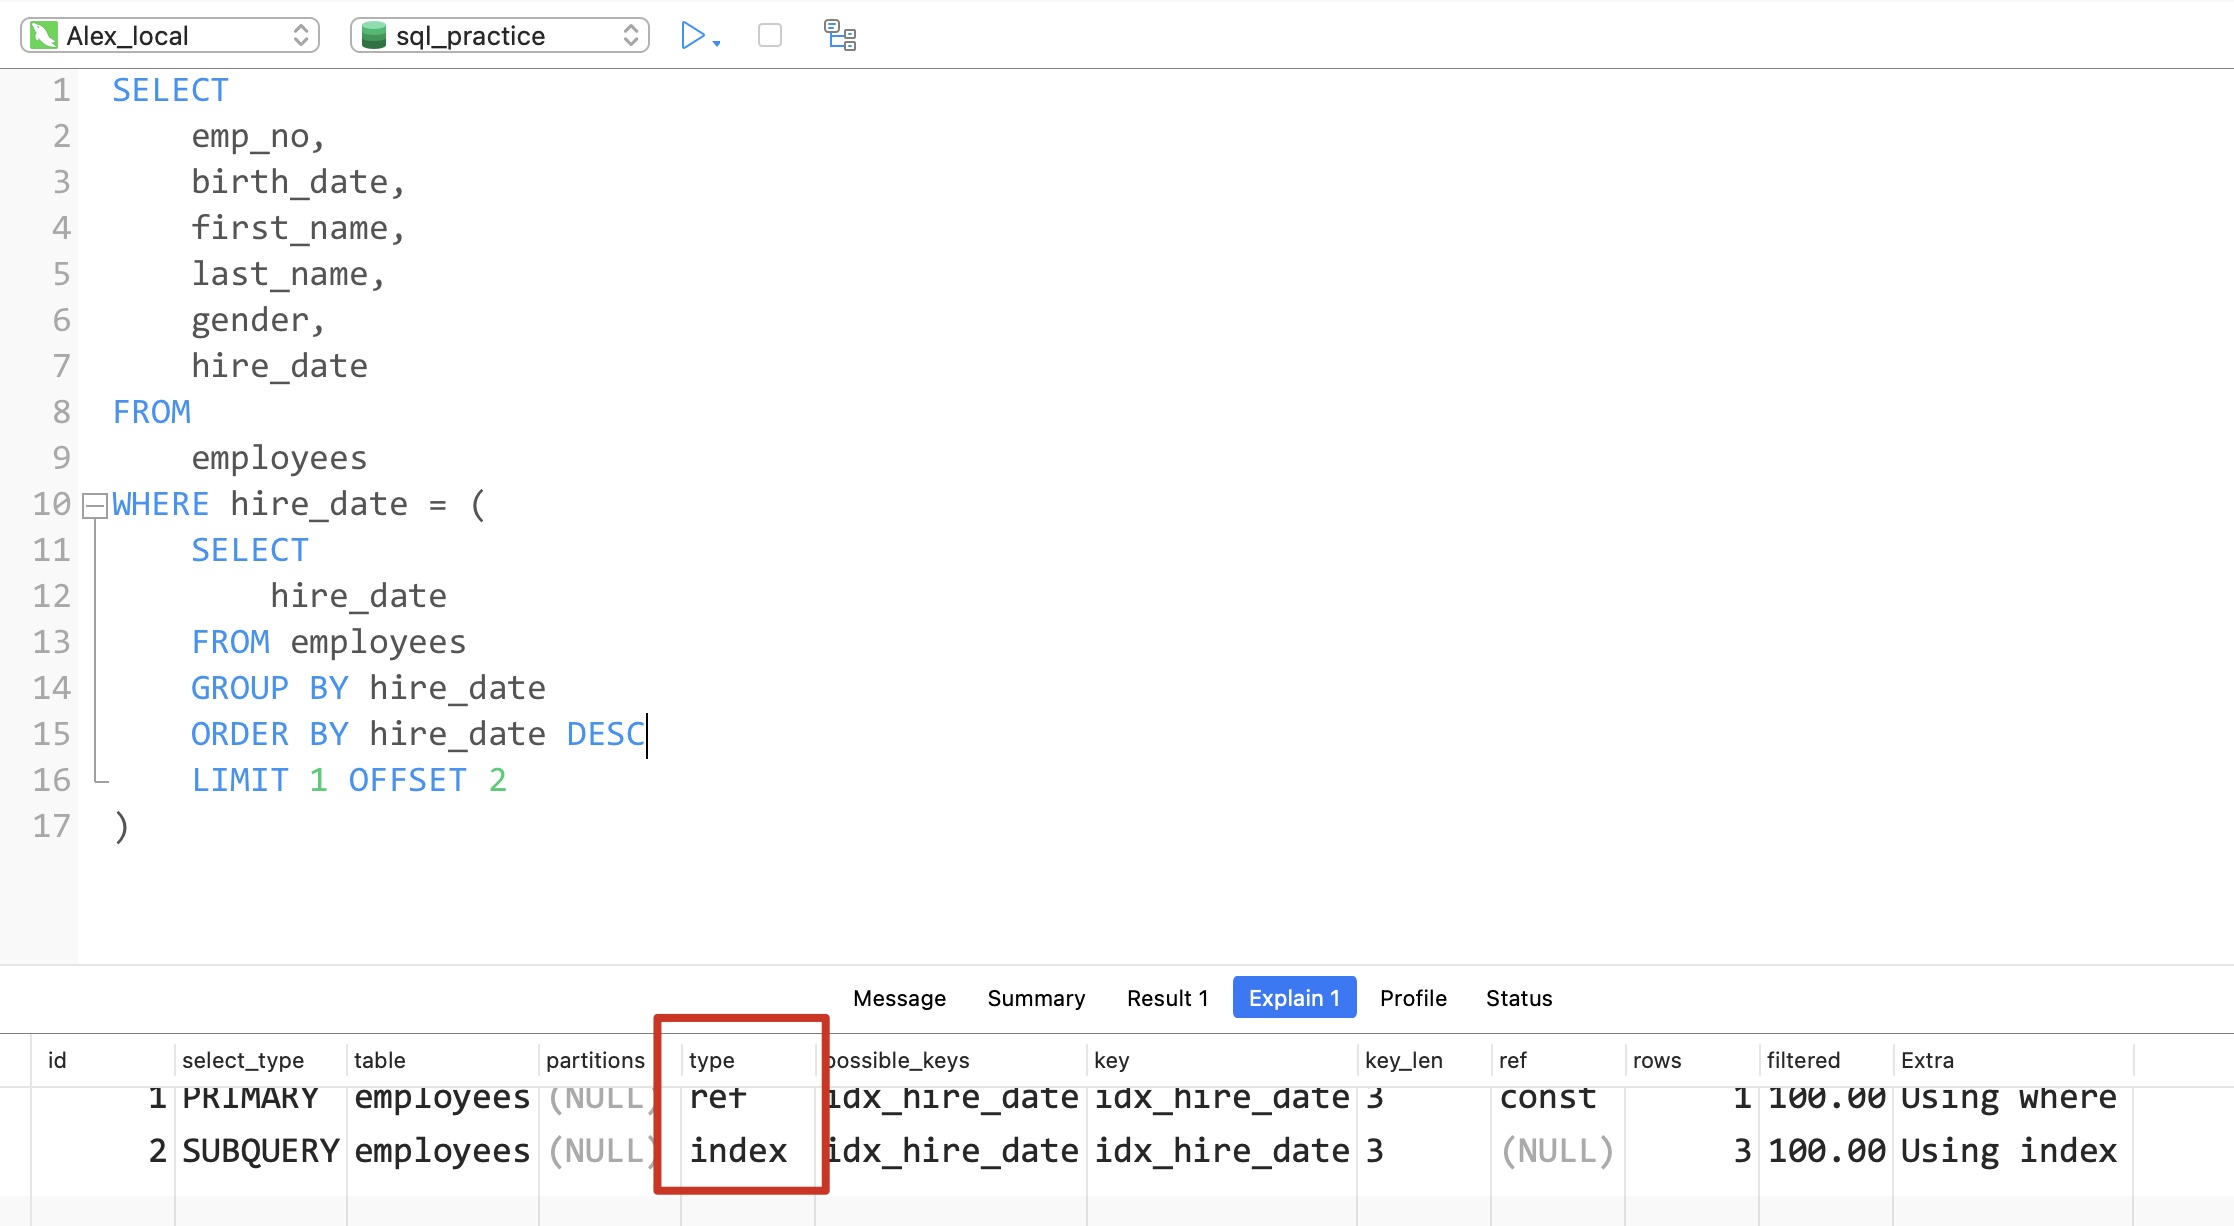 Alex_local sql_practice
1 SELECT
2 emp_no,
3 birth_date,
4 first_name,
5 last_name,
6 gender,
7 hire_date
8 FROM
9 employees
10 WHERE hire_date = (
11 SELECT
12 hire_date
13 FROM employees
14 GROUP BY hire_date
15 ORDER BY hire_date DESC
16 LIMIT 1 OFFSET 2
17 )
Message Summary Result 1 Explain 1 Profile Status
id select_type table partitions type possible_keys key key_len ref rows filtered Extra
1 PRIMARY employees (NULL) ref idx_hire_date idx_hire_date 3 const 1 100.00 Using where
2 SUBQUERY employees (NULL) index idx_hire_date idx_hire_date 3 (NULL) 3 100.00 Using index